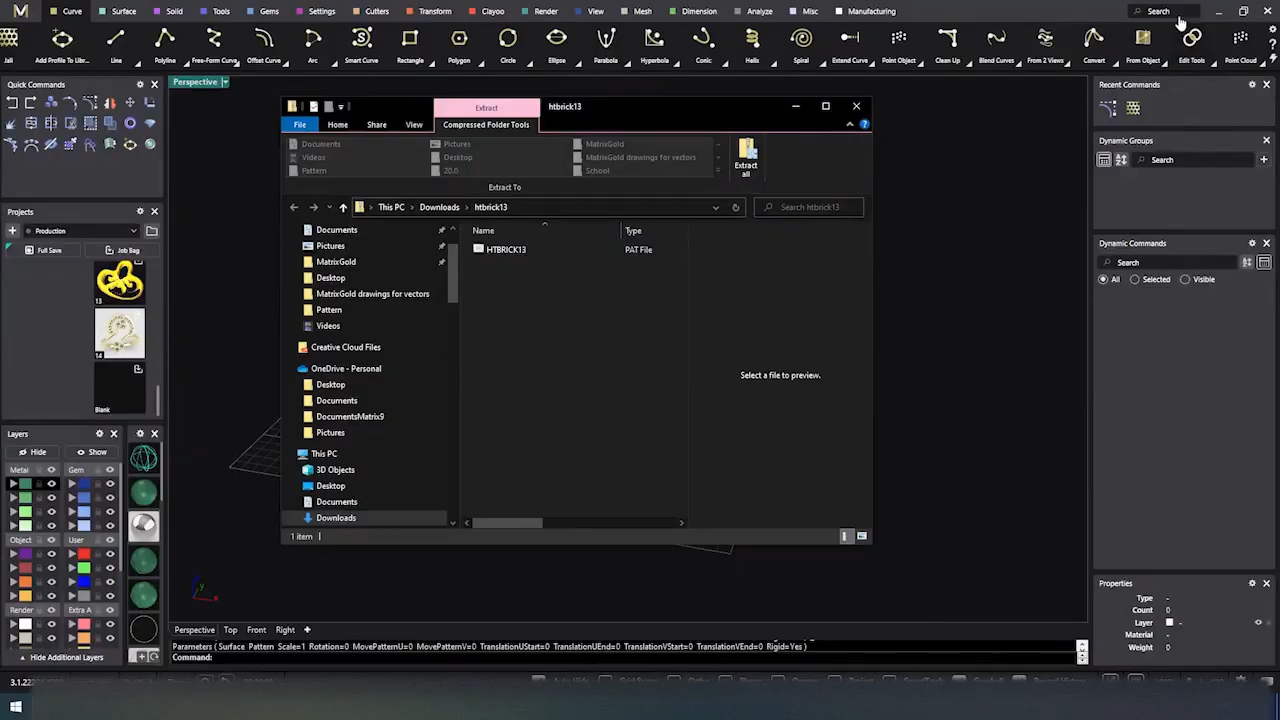 Curve Surface Solid Tools Gems Settings Cutters Transform Clayoo Render View Mesh Dimension Analyze Misc Manufacturing Search
Jali Add Profile To Libr... Line Polyline Free-Form Curve Offset Curve Arc Smart Curve Rectangle Polygon Circle Ellipse Parabola Hyperbola Conic Helix Spiral Extend Curve Point Object Clean Up Blend Curves From 2 Views Convert From Object Edit Tools Point Cloud
Quick Commands
Projects
Production
Full Save Job Bag
13
14
Blank
Layers
Hide Show
Metal Gem
Object User
Render Extra A
Hide Additional Layers
Perspective
Extract htbrick13
File Home Share View Compressed Folder Tools
Documents Pictures MatrixGold
Videos Desktop MatrixGold drawings for vectors
Pattern 20.0 School
Extract all
Extract To
This PC Downloads htbrick13 Search htbrick13
Documents
Pictures
MatrixGold
Desktop
MatrixGold drawings for vectors
Pattern
Videos
Creative Cloud Files
OneDrive - Personal
Desktop
Documents
DocumentsMatrix9
Pictures
This PC
3D Objects
Desktop
Documents
Downloads
Name Type
HTBRICK13 PAT File
Select a file to preview.
1 item
y
x
Perspective Top Front Right
Parameters ( Surface Pattern Scale=1 Rotation=0 MovePatternU=0 MovePatternV=0 TranslationUStart=0 TranslationUEnd=0 TranslationVStart=0 TranslationVEnd=0 Rigid=Yes )
Command:
Recent Commands
Dynamic Groups
Search
Dynamic Commands
Search
All Selected Visible
Properties
Type -
Count 0
Layer -
Material -
Weight 0